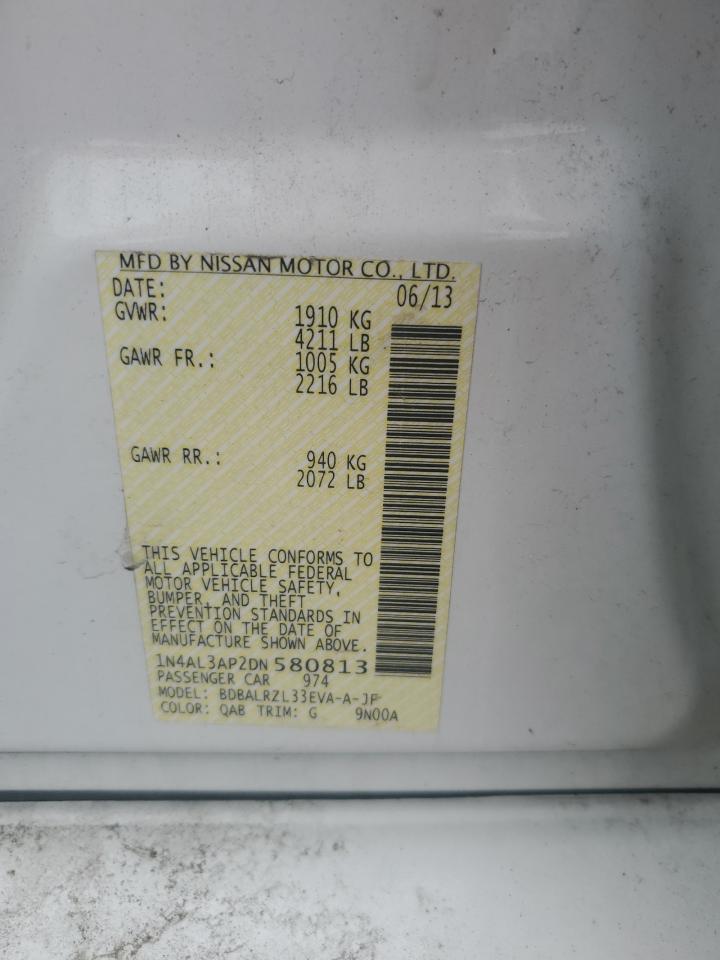 MFD BY NISSAN MOTOR CO., LTD.
DATE: 06/13
GVWR: 1910 KG
4211 LB
GAWR FR.: 1005 KG
2216 LB
GAWR RR.: 940 KG
2072 LB
THIS VEHICLE CONFORMS TO
ALL APPLICABLE FEDERAL
MOTOR VEHICLE SAFETY,
BUMPER, AND THEFT
PREVENTION STANDARDS IN
EFFECT ON THE DATE OF
MANUFACTURE SHOWN ABOVE.
1N4AL3AP2DN 580813
PASSENGER CAR 974
MODEL: BDBALRZL33EVA-A-JF
COLOR: QAB TRIM: G 9N00A